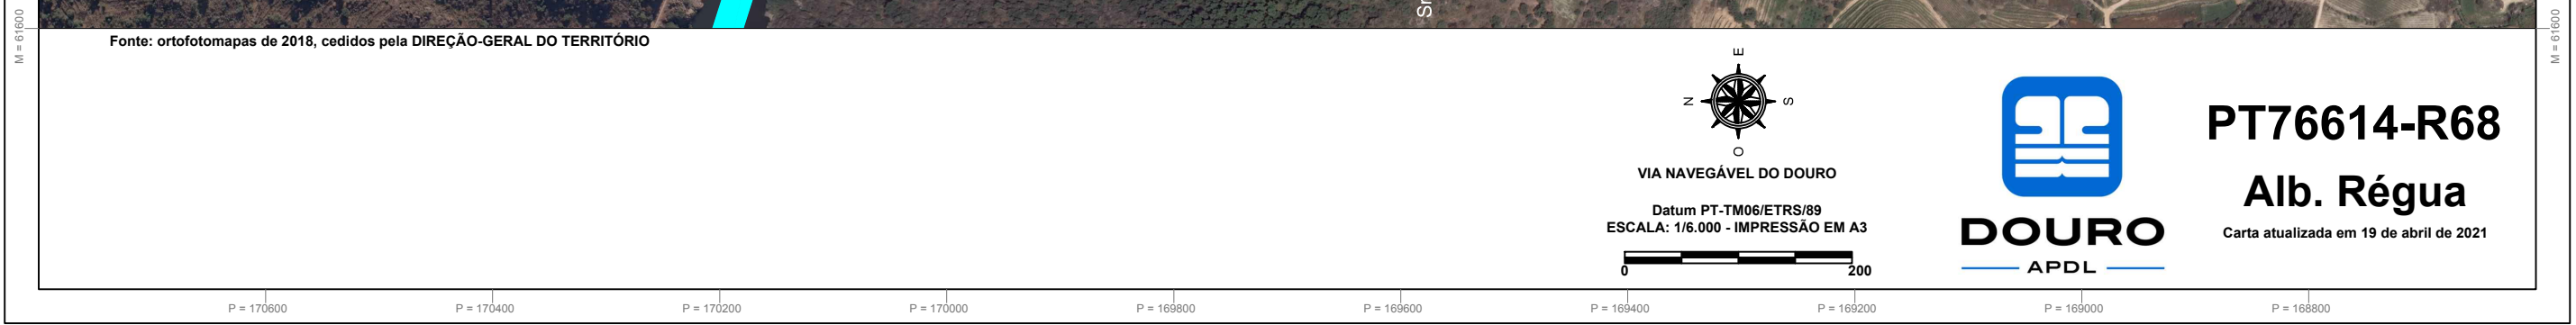 M = 61600
Sr
M = 61600
Fonte: ortofotomapas de 2018, cedidos pela DIREÇÃO-GERAL DO TERRITÓRIO
E
N
S
O
VIA NAVEGÁVEL DO DOURO
Datum PT-TM06/ETRS/89
ESCALA: 1/6.000 - IMPRESSÃO EM A3
0 200
DOURO
APDL
PT76614-R68
Alb. Régua
Carta atualizada em 19 de abril de 2021
P = 170600 P = 170400 P = 170200 P = 170000 P = 169800 P = 169600 P = 169400 P = 169200 P = 169000 P = 168800